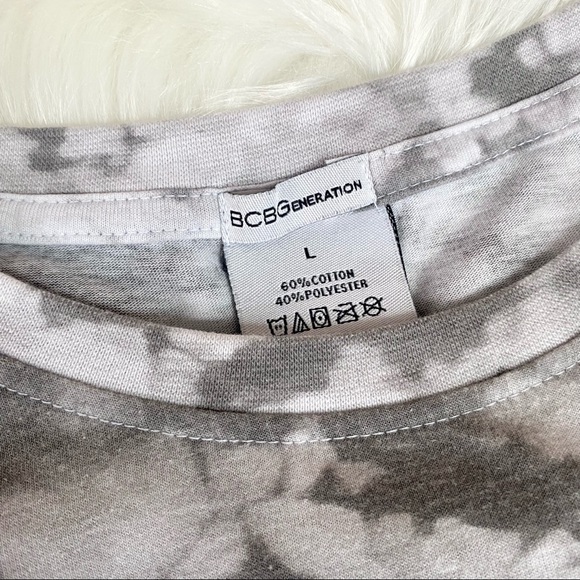 BCBGENERATION
L
60%COTTON
40%POLYESTER